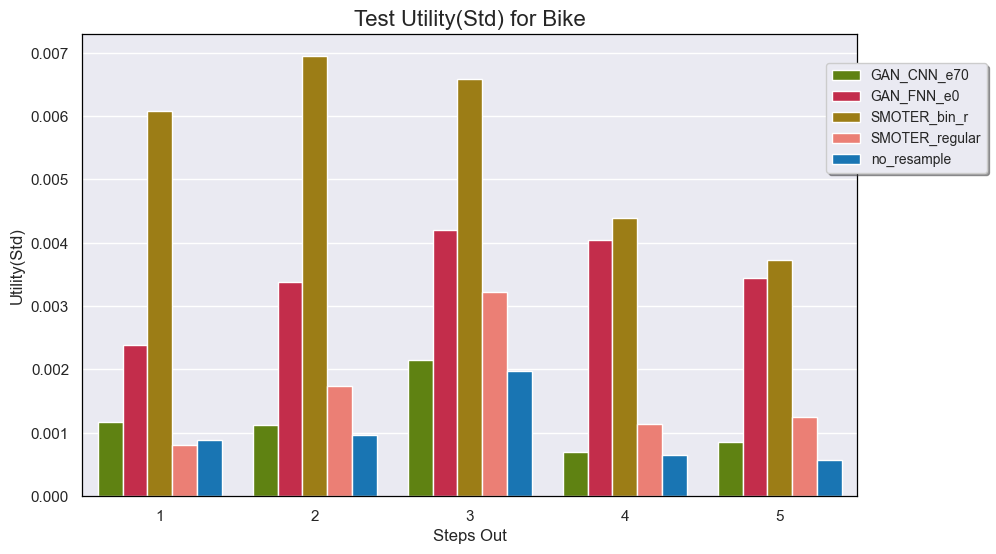 Test Utility(Std) for Bike
0.007
0.006
0.005
0.004
0.003
0.002
0.001
0.000
Utility(Std)
GAN_CNN_e70
GAN_FNN_e0
SMOTER_bin_r
SMOTER_regular
no_resample
1 2 3 4 5
Steps Out